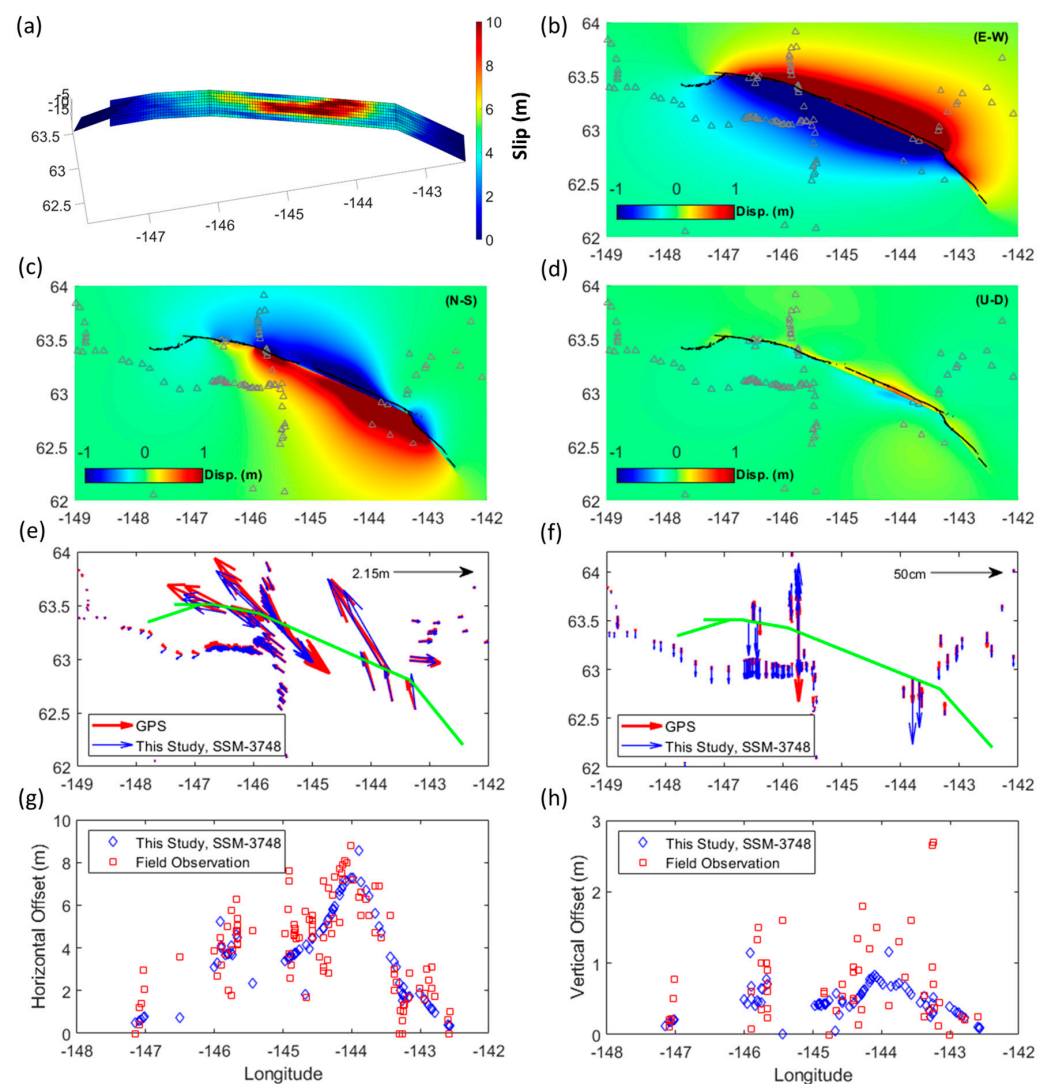 (a)
10
8
6
4
2
0
Slip (m)
-5
-10
-15
63.5
63
62.5
-147
-146
-145
-144
-143
(b)
(E-W)
64
63.5
63
62.5
62
-1 0 1
Disp. (m)
-149 -148 -147 -146 -145 -144 -143 -142
(c)
(N-S)
64
63.5
63
62.5
62
-1 0 1
Disp. (m)
-149 -148 -147 -146 -145 -144 -143 -142
(d)
(U-D)
64
63.5
63
62.5
62
-1 0 1
Disp. (m)
-149 -148 -147 -146 -145 -144 -143 -142
(e)
64
63.5
63
62.5
62
2.15m
GPS
This Study, SSM-3748
-149 -148 -147 -146 -145 -144 -143 -142
(f)
64
63.5
63
62.5
62
50cm
GPS
This Study, SSM-3748
-149 -148 -147 -146 -145 -144 -143 -142
(g)
10
8
6
4
2
0
Horizontal Offset (m)
This Study, SSM-3748
Field Observation
-148 -147 -146 -145 -144 -143 -142
Longitude
(h)
3
2
1
0
Vertical Offset (m)
This Study, SSM-3748
Field Observation
-148 -147 -146 -145 -144 -143 -142
Longitude